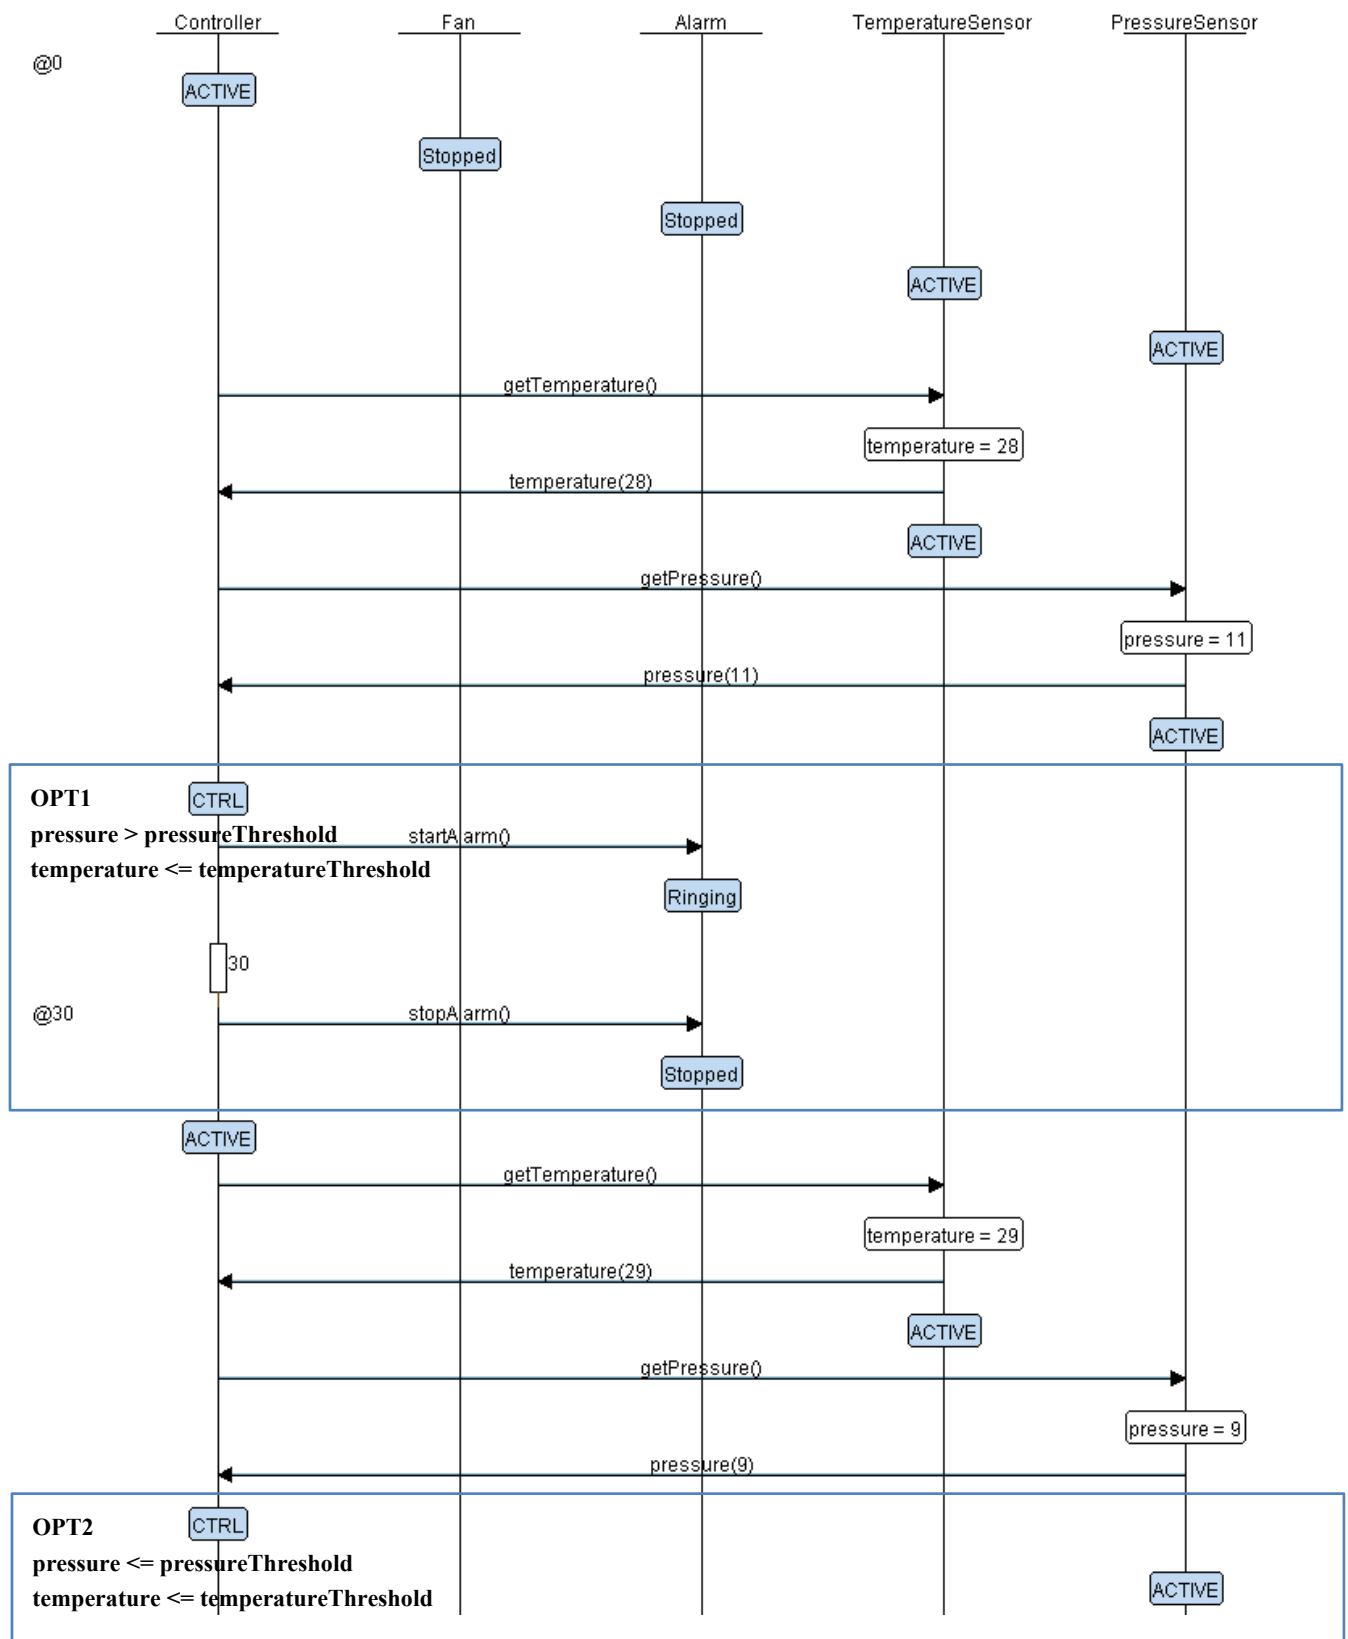 Controller Fan Alarm TemperatureSensor PressureSensor
@0
ACTIVE
Stopped
Stopped
ACTIVE
ACTIVE
getTemperature()
temperature = 28
temperature(28)
ACTIVE
getPressure()
pressure = 11
pressure(11)
ACTIVE
OPT1 CTRL
pressure > pressureThreshold startAlarm()
temperature <= temperatureThreshold
Ringing
30
@30 stopAlarm()
Stopped
ACTIVE
getTemperature()
temperature = 29
temperature(29)
ACTIVE
getPressure()
pressure = 9
pressure(9)
OPT2 CTRL
pressure <= pressureThreshold
ACTIVE
temperature <= temperatureThreshold